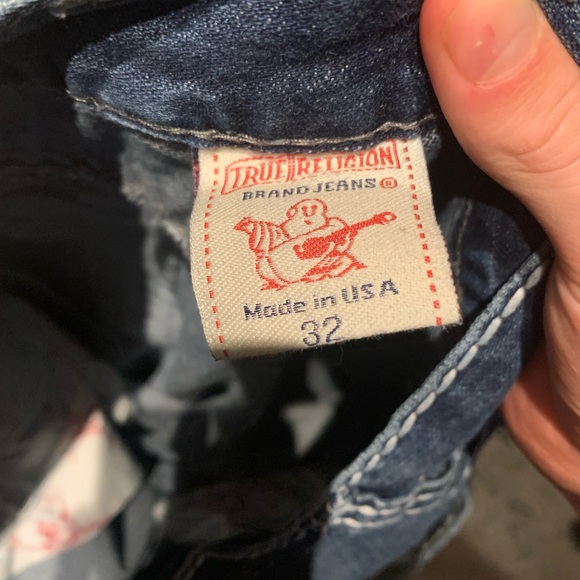 TRUE RELIGION
BRAND JEANS ®
Made in USA
32